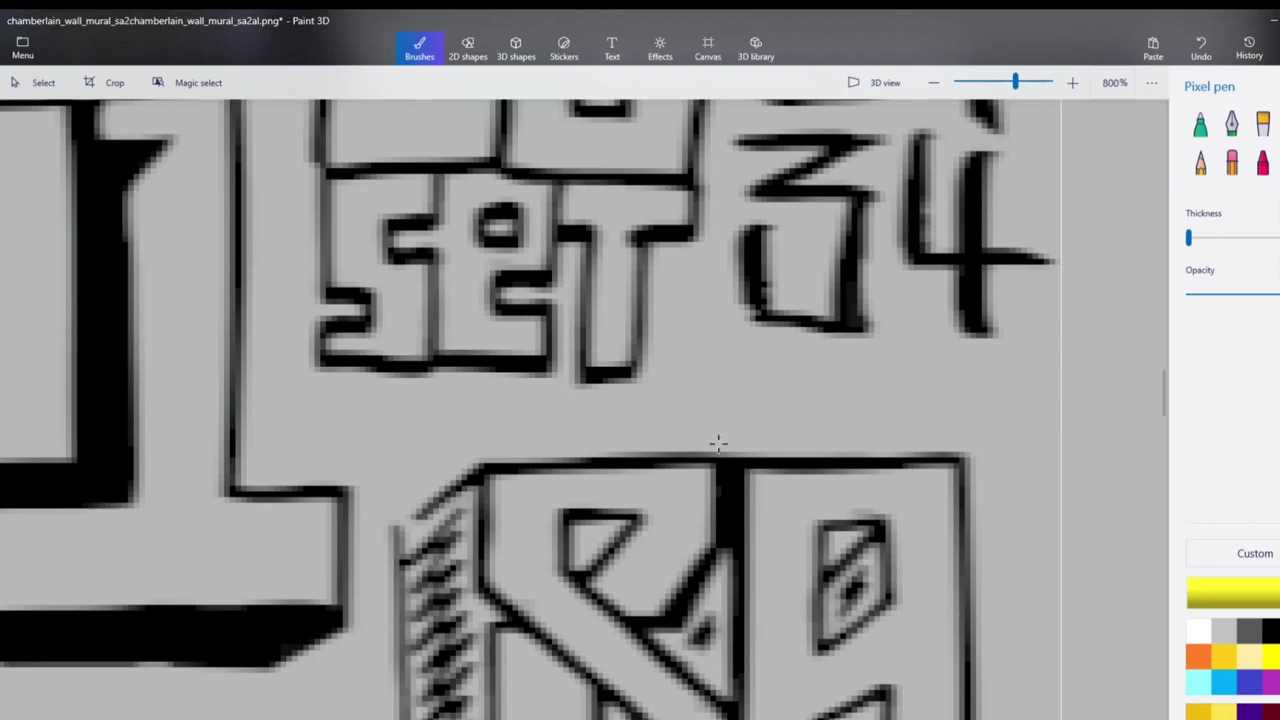 chamberlain_wall_mural_sa2chamberlain_wall_mural_sa2al.png* - Paint 3D
Menu
Brushes
2D shapes
3D shapes
Stickers
Text
Effects
Canvas
3D library
Paste
Undo
History
Select
Crop
Magic select
3D view
800%
Pixel pen
Thickness
Opacity
Custom